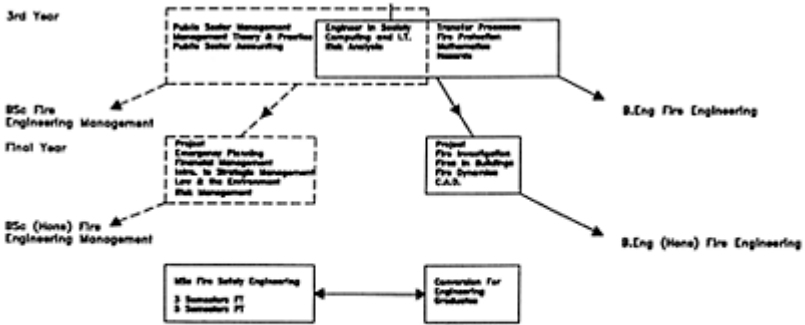 3rd Year
Public Sector Management
Management Theory & Practice
Public Sector Accounting
Engineer in Society
Computing and I.T.
Risk Analysis
Transfer Processes
Fire Protection
Mathematics
Hazards
BSc Fire
Engineering Management
B.Eng Fire Engineering
Final Year
Project
Emergency Planning
Financial Management
Intro. to Strategic Management
Law & the Environment
Risk Management
Project
Fire Investigation
Fires in Buildings
Fire Dynamics
C.A.D.
BSc (Hons) Fire
Engineering Management
B.Eng (Hons) Fire Engineering
MSc Fire Safety Engineering
3 Semesters FT
5 Semesters PT
Conversion For
Engineering
Graduates